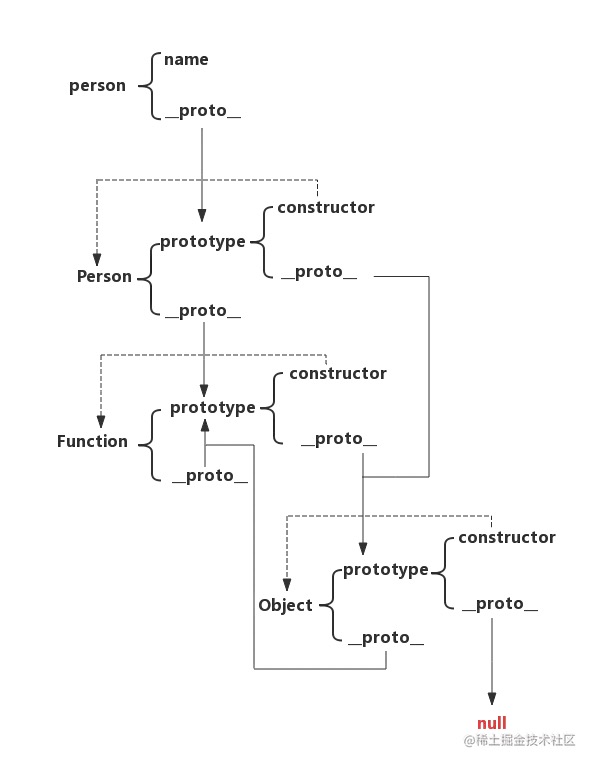 name
person
__proto__
constructor
prototype
__proto__
Person
__proto__
constructor
prototype
__proto__
Function
__proto__
constructor
prototype
__proto__
Object
__proto__
null
@稀土掘金技术社区